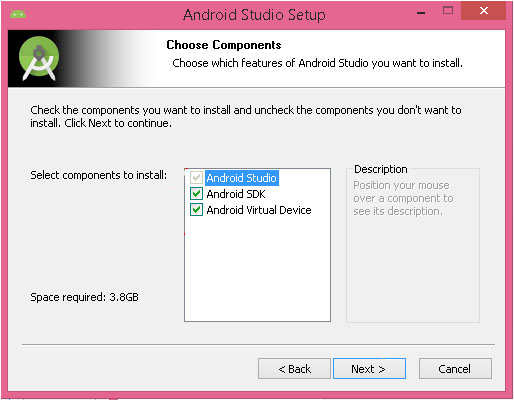 Android Studio Setup
Choose Components
Choose which features of Android Studio you want to install.
Check the components you want to install and uncheck the components you don't want to
install. Click Next to continue.
Select components to install:
Android Studio
Android SDK
Android Virtual Device
Description
Position your mouse
over a component to
see its description.
Space required: 3.8GB
< Back
Next >
Cancel